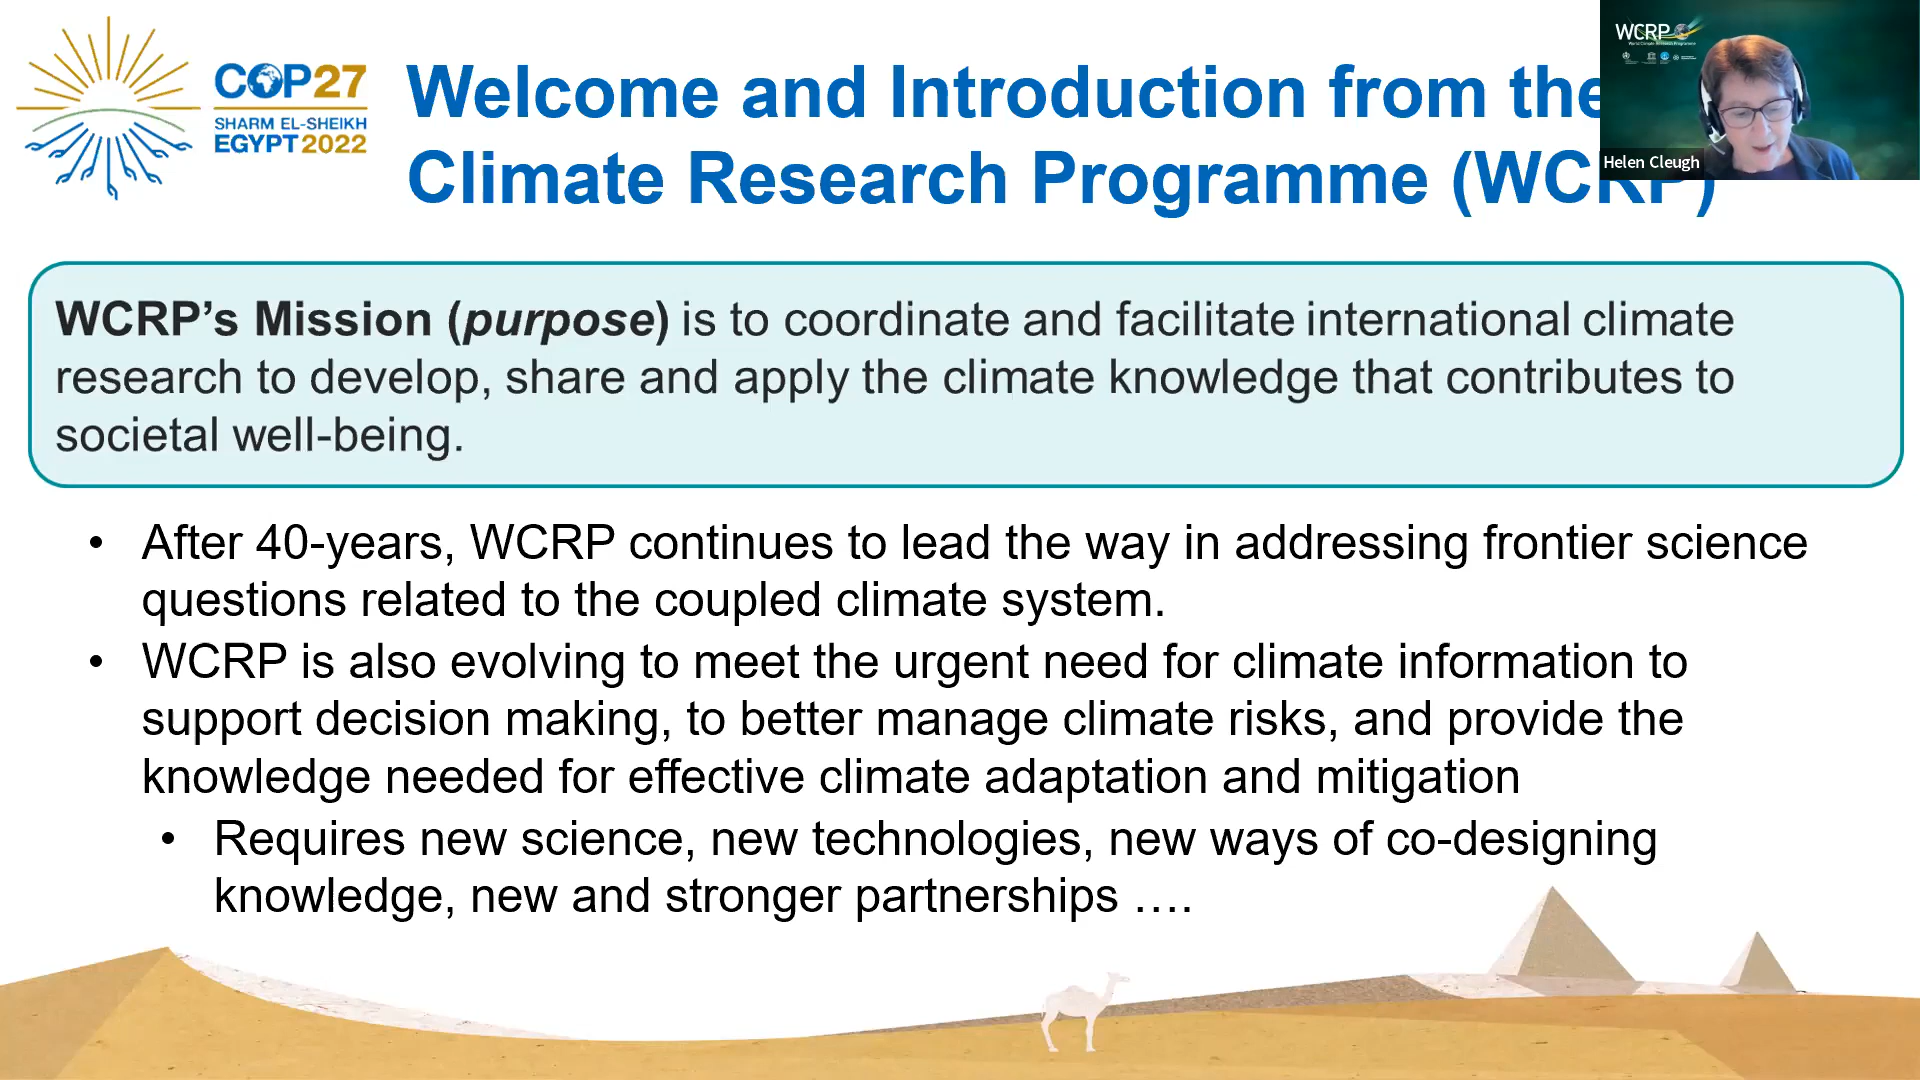 COP27
SHARM EL-SHEIKH
EGYPT 2022
Welcome and Introduction from the
Climate Research Programme (WCRP)
WCRP
World Climate Research Programme
Helen Cleugh
WCRP's Mission (purpose) is to coordinate and facilitate international climate
research to develop, share and apply the climate knowledge that contributes to
societal well-being.
• After 40-years, WCRP continues to lead the way in addressing frontier science
questions related to the coupled climate system.
• WCRP is also evolving to meet the urgent need for climate information to
support decision making, to better manage climate risks, and provide the
knowledge needed for effective climate adaptation and mitigation
• Requires new science, new technologies, new ways of co-designing
knowledge, new and stronger partnerships ….